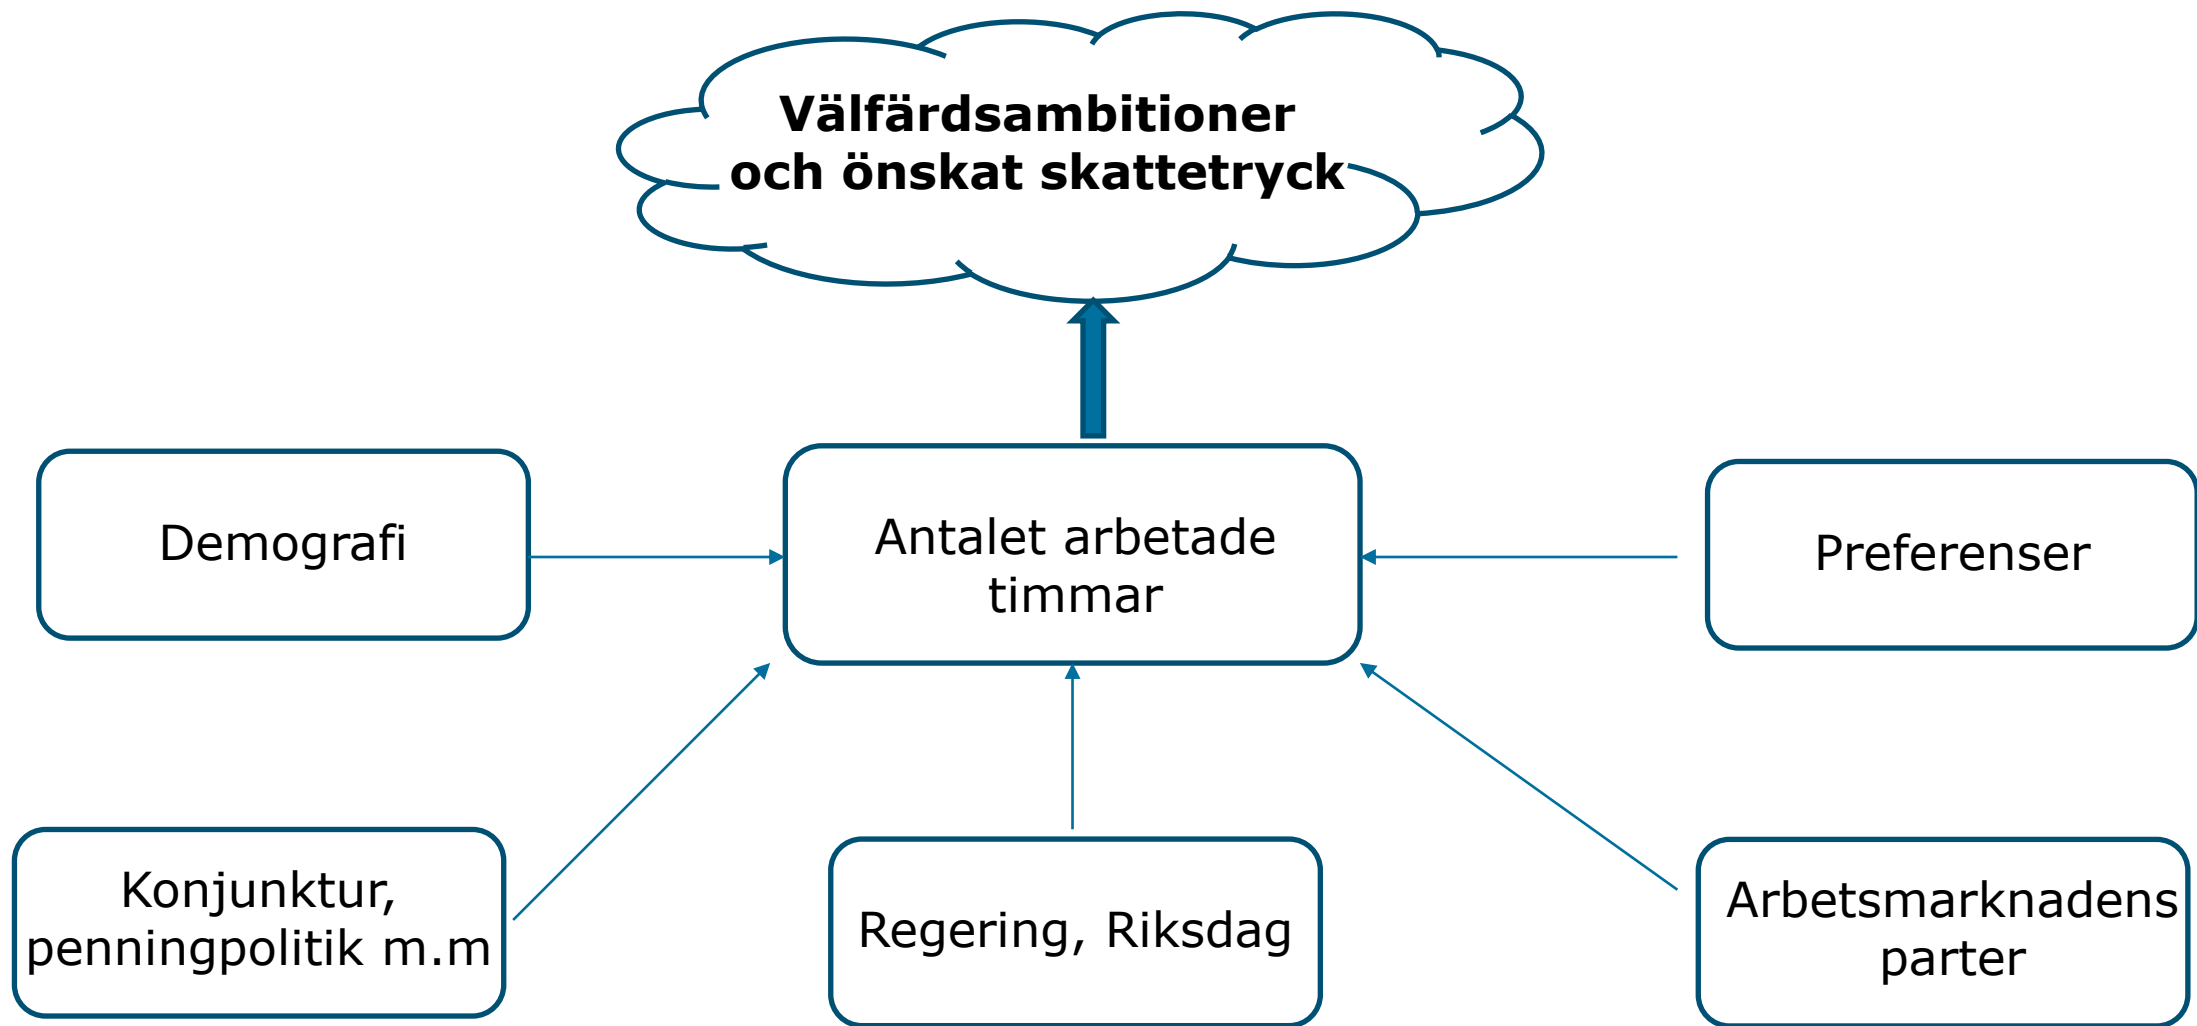 Välfärdsambitioner
och önskat skattetryck
Demografi
Antalet arbetade
timmar
Preferenser
Konjunktur,
penningpolitik m.m
Regering, Riksdag
Arbetsmarknadens
parter